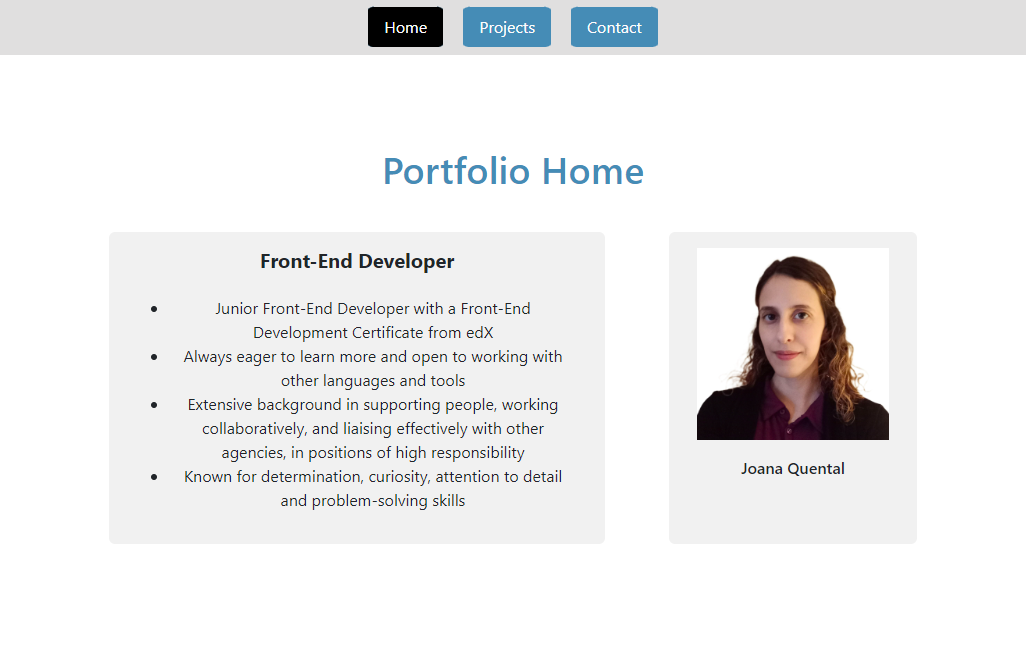 Home Projects Contact
Portfolio Home
Front-End Developer
• Junior Front-End Developer with a Front-End
Development Certificate from edX
• Always eager to learn more and open to working with
other languages and tools
• Extensive background in supporting people, working
collaboratively, and liaising effectively with other
agencies, in positions of high responsibility
• Known for determination, curiosity, attention to detail
and problem-solving skills
Joana Quental